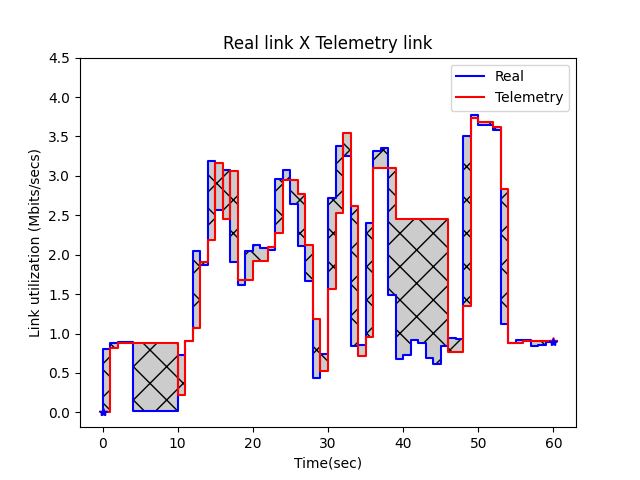 Real link X Telemetry link
Real
Telemetry
Link utilization (Mbits/secs)
4.5
4.0
3.5
3.0
2.5
2.0
1.5
1.0
0.5
0.0
0 10 20 30 40 50 60
Time(sec)